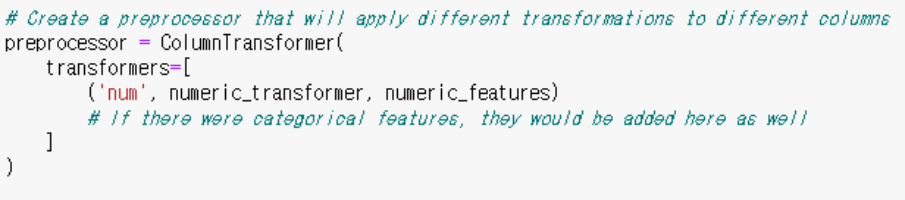 # Create a preprocessor that will apply different transformations to different columns
preprocessor = ColumnTransformer(
    transformers=[
        ('num', numeric_transformer, numeric_features)
        # If there were categorical features, they would be added here as well
    ]
)